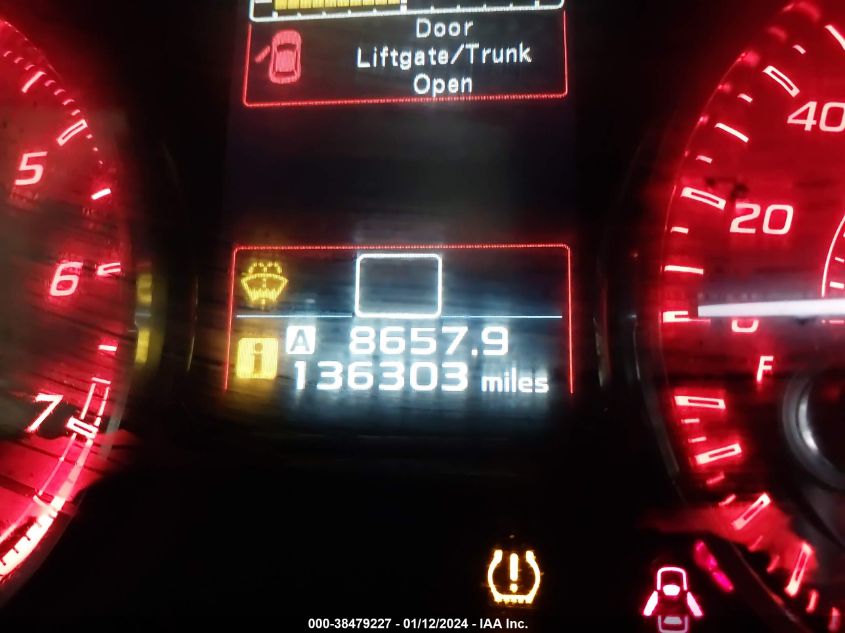 Door
Liftgate/Trunk
Open
5
6
7
40
20
0
F
A 8657.9
i 136303 miles
000-38479227 - 01/12/2024 - IAA Inc.